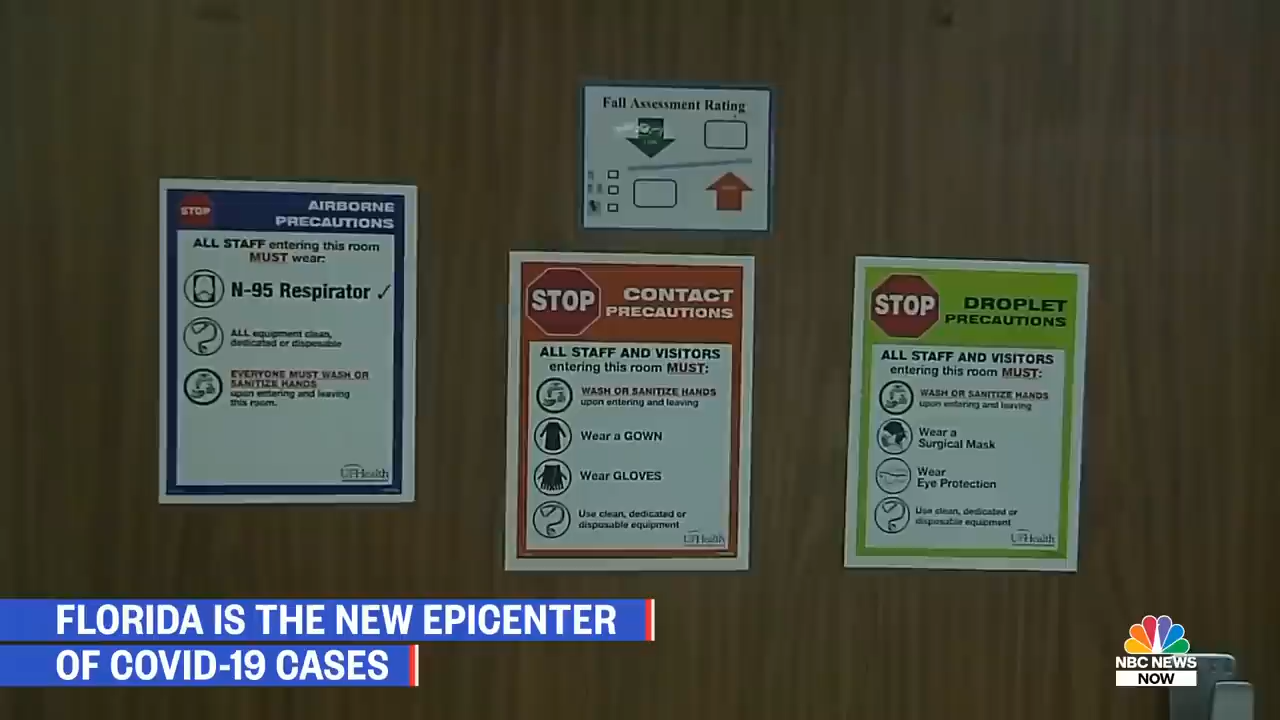 Fall Assessment Rating
STOP
AIRBORNE
PRECAUTIONS
ALL STAFF entering this room
MUST wear:
N-95 Respirator ✓
ALL equipment clean,
dedicated or disposable
EVERYONE MUST WASH OR
SANITIZE HANDS
upon entering and leaving
this room.
UFHealth
STOP
CONTACT
PRECAUTIONS
ALL STAFF AND VISITORS
entering this room MUST:
WASH OR SANITIZE HANDS
upon entering and leaving
Wear a GOWN
Wear GLOVES
Use clean, dedicated or
disposable equipment
UFHealth
STOP
DROPLET
PRECAUTIONS
ALL STAFF AND VISITORS
entering this room MUST:
WASH OR SANITIZE HANDS
upon entering and leaving
Wear a
Surgical Mask
Wear
Eye Protection
Use clean, dedicated or
disposable equipment
UFHealth
FLORIDA IS THE NEW EPICENTER
OF COVID-19 CASES
NBC NEWS
NOW